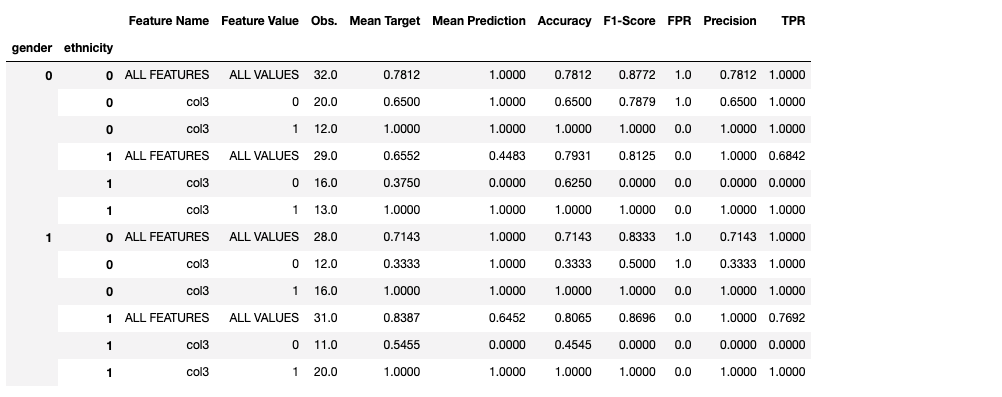 Feature Name Feature Value Obs. Mean Target Mean Prediction Accuracy F1-Score FPR Precision TPR
gender ethnicity
0 0 ALL FEATURES ALL VALUES 32.0 0.7812 1.0000 0.7812 0.8772 1.0 0.7812 1.0000
0 col3 0 20.0 0.6500 1.0000 0.6500 0.7879 1.0 0.6500 1.0000
0 col3 1 12.0 1.0000 1.0000 1.0000 1.0000 0.0 1.0000 1.0000
1 ALL FEATURES ALL VALUES 29.0 0.6552 0.4483 0.7931 0.8125 0.0 1.0000 0.6842
1 col3 0 16.0 0.3750 0.0000 0.6250 0.0000 0.0 0.0000 0.0000
1 col3 1 13.0 1.0000 1.0000 1.0000 1.0000 0.0 1.0000 1.0000
1 0 ALL FEATURES ALL VALUES 28.0 0.7143 1.0000 0.7143 0.8333 1.0 0.7143 1.0000
0 col3 0 12.0 0.3333 1.0000 0.3333 0.5000 1.0 0.3333 1.0000
0 col3 1 16.0 1.0000 1.0000 1.0000 1.0000 0.0 1.0000 1.0000
1 ALL FEATURES ALL VALUES 31.0 0.8387 0.6452 0.8065 0.8696 0.0 1.0000 0.7692
1 col3 0 11.0 0.5455 0.0000 0.4545 0.0000 0.0 0.0000 0.0000
1 col3 1 20.0 1.0000 1.0000 1.0000 1.0000 0.0 1.0000 1.0000